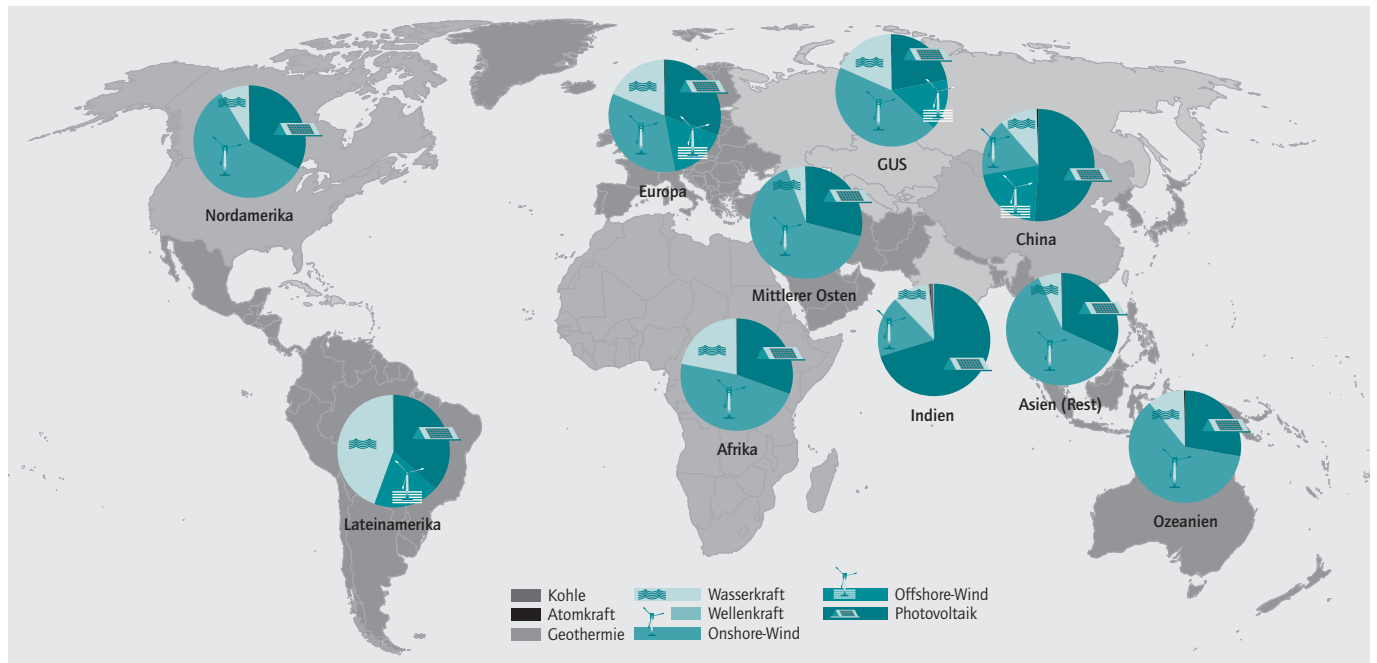 GUS
Europa
Nordamerika
China
Mittlerer Osten
Asien (Rest)
Indien
Afrika
Lateinamerika
Ozeanien
Kohle
Atomkraft
Geothermie
Wasserkraft
Wellenkraft
Onshore-Wind
Offshore-Wind
Photovoltaik